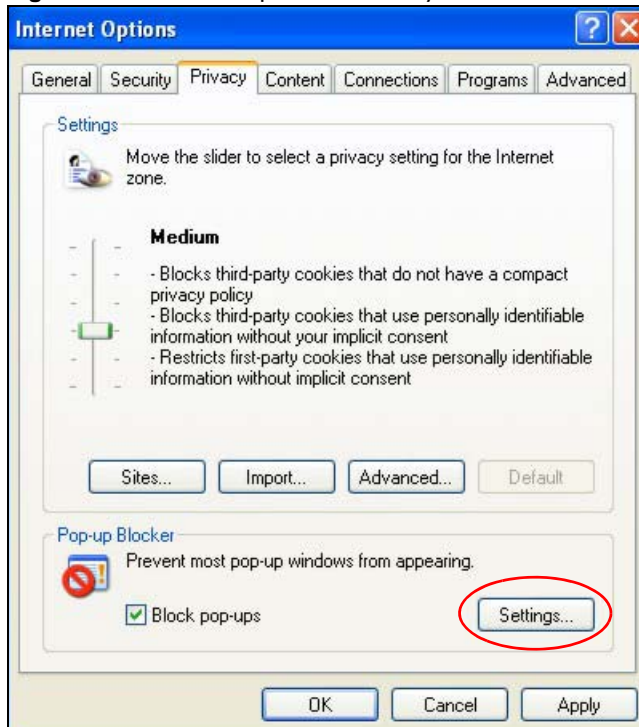 Internet Options
General Security Privacy Content Connections Programs Advanced
Settings
Move the slider to select a privacy setting for the Internet
zone.
Medium
- Blocks third-party cookies that do not have a compact
privacy policy
- Blocks third-party cookies that use personally identifiable
information without your implicit consent
- Restricts first-party cookies that use personally identifiable
information without implicit consent
Sites... Import... Advanced... Default
Pop-up Blocker
Prevent most pop-up windows from appearing.
Block pop-ups Settings...
OK Cancel Apply